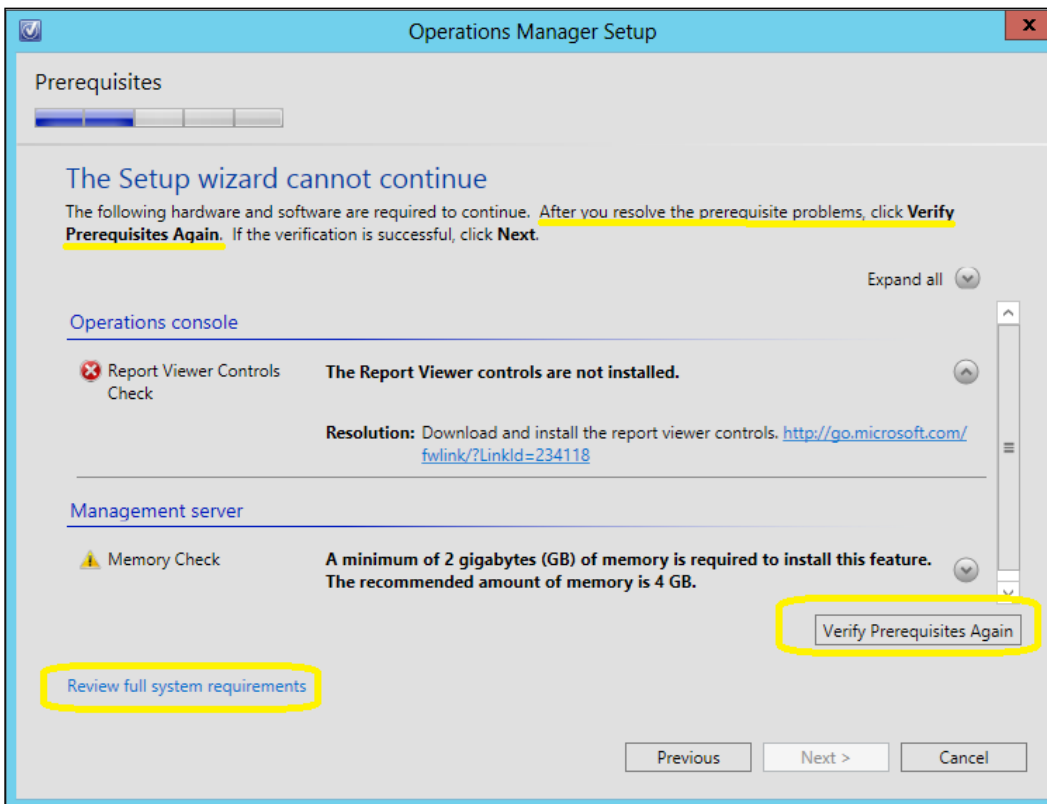 Operations Manager Setup
x
Prerequisites
The Setup wizard cannot continue
The following hardware and software are required to continue. After you resolve the prerequisite problems, click Verify
Prerequisites Again. If the verification is successful, click Next.
Expand all
Operations console
Report Viewer Controls
Check
The Report Viewer controls are not installed.
Resolution: Download and install the report viewer controls. http://go.microsoft.com/
fwlink/?LinkId=234118
Management server
Memory Check
A minimum of 2 gigabytes (GB) of memory is required to install this feature.
The recommended amount of memory is 4 GB.
Verify Prerequisites Again
Review full system requirements
Previous
Next >
Cancel